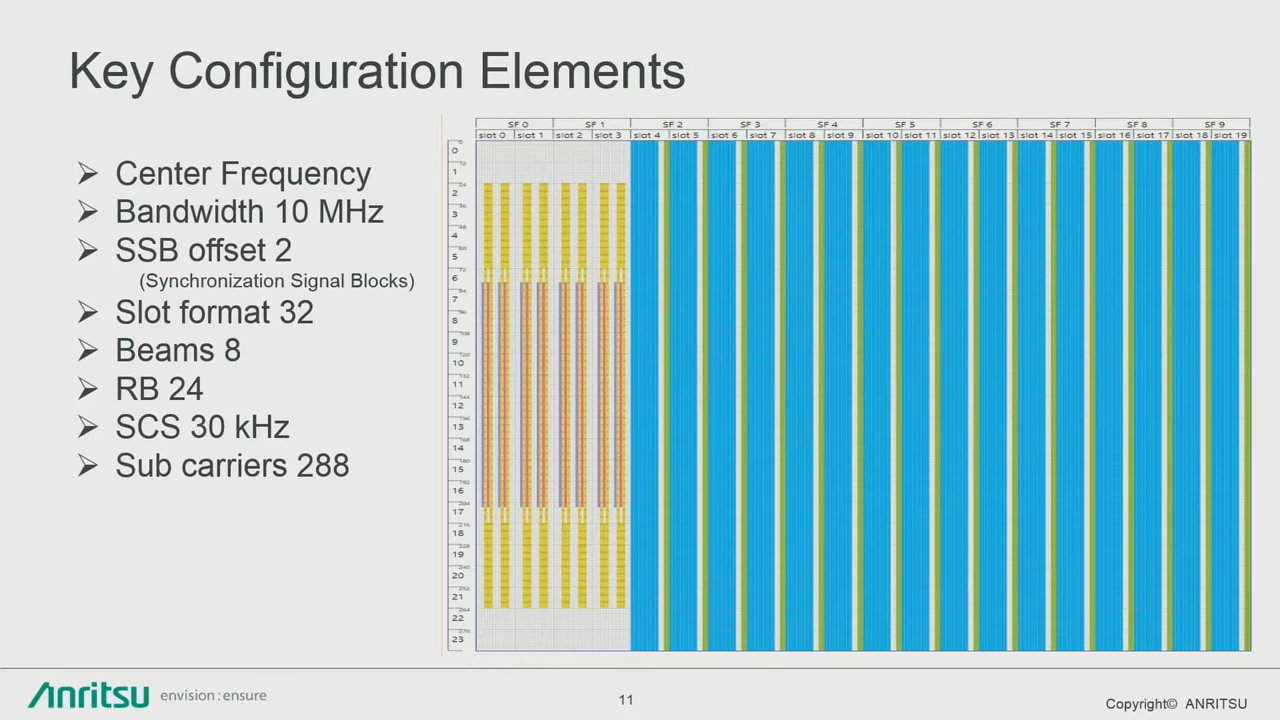 Key Configuration Elements
Center Frequency
Bandwidth 10 MHz
SSB offset 2
(Synchronization Signal Blocks)
Slot format 32
Beams 8
RB 24
SCS 30 kHz
Sub carriers 288
SF 0 SF 1 SF 2 SF 3 SF 4 SF 5 SF 6 SF 7 SF 8 SF 9
slot 0 slot 1 slot 2 slot 3 slot 4 slot 5 slot 6 slot 7 slot 8 slot 9 slot 10 slot 11 slot 12 slot 13 slot 14 slot 15 slot 16 slot 17 slot 18 slot 19
0
1
2
3
4
5
6
7
8
9
10
11
12
13
14
15
16
17
18
19
20
21
22
23
Anritsu envision : ensure
11
Copyright© ANRITSU